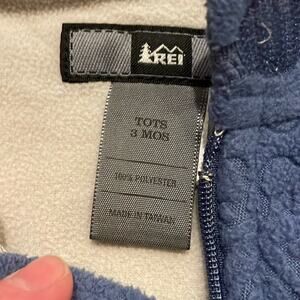 REI
TOTS
3 MOS
100% POLYESTER
MADE IN TAIWAN